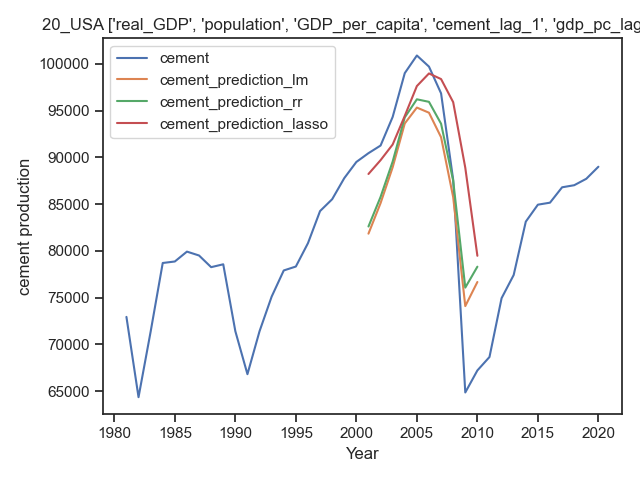 20_USA ['real_GDP', 'population', 'GDP_per_capita', 'cement_lag_1', 'gdp_pc_lag
cement
cement_prediction_lm
cement_prediction_rr
cement_prediction_lasso
cement production
100000
95000
90000
85000
80000
75000
70000
65000
1980 1985 1990 1995 2000 2005 2010 2015 2020
Year